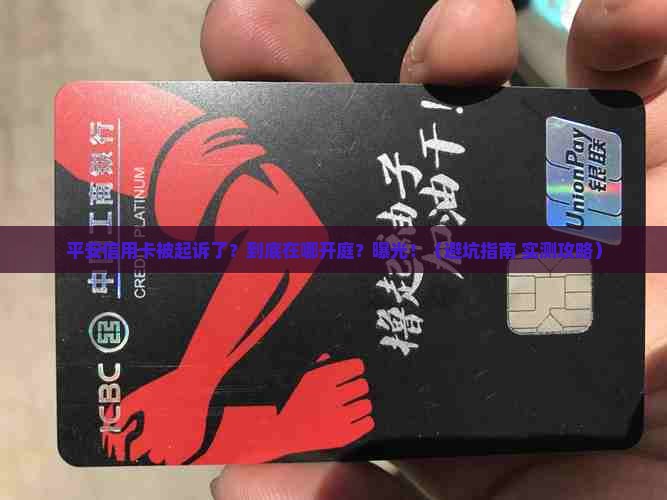 中国工商银行
ICBC
CREDIT PLATINUM
撸起袖子
加油干！
UnionPay
银联
平安信用卡被起诉了？到底在哪开庭？曝光！（避坑指南 实测攻略）